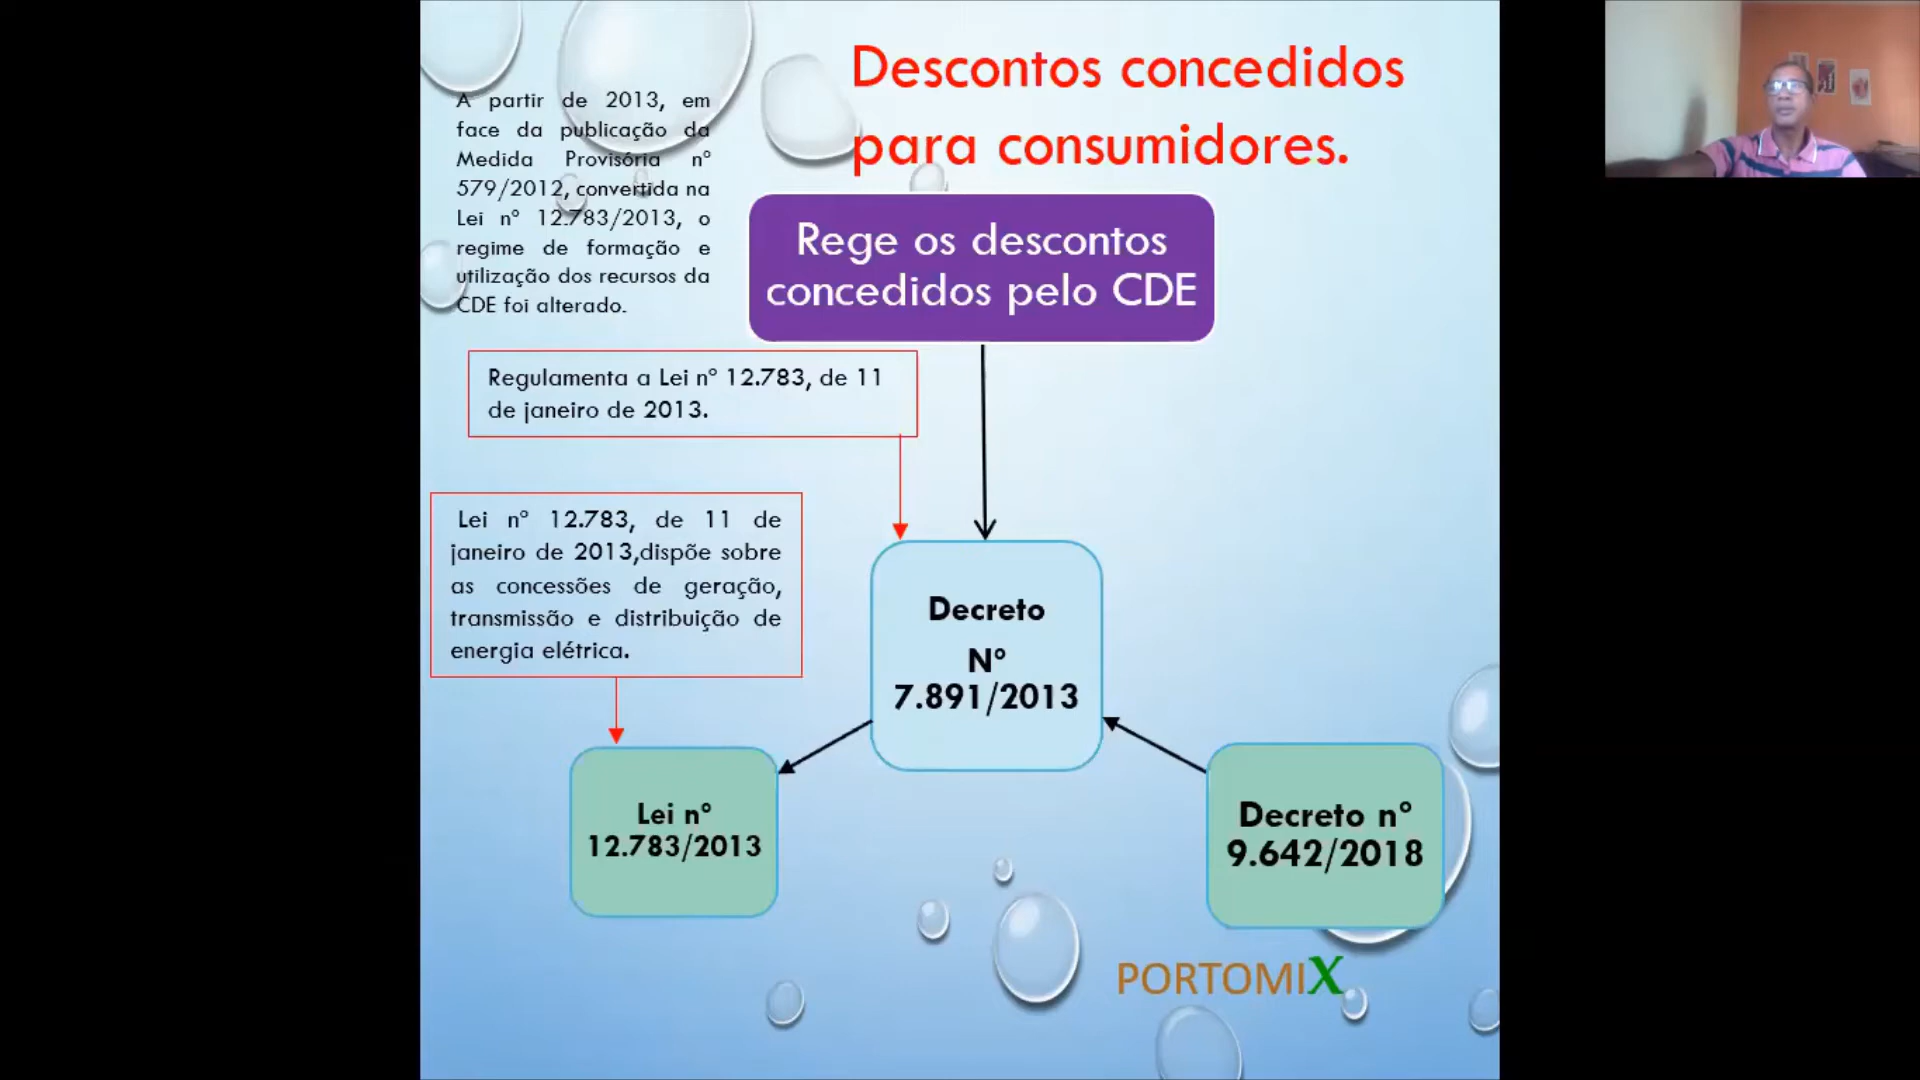 Descontos concedidos
para consumidores.
A partir de 2013, em
face da publicação da
Medida Provisória nº
579/2012, convertida na
Lei nº 12.783/2013, o
regime de formação e
utilização dos recursos da
CDE foi alterado.
Rege os descontos
concedidos pelo CDE
Regulamenta a Lei nº 12.783, de 11
de janeiro de 2013.
Lei nº 12.783, de 11 de
janeiro de 2013,dispõe sobre
as concessões de geração,
transmissão e distribuição de
energia elétrica.
Decreto
Nº
7.891/2013
Lei nº
12.783/2013
Decreto nº
9.642/2018
PORTOMIX